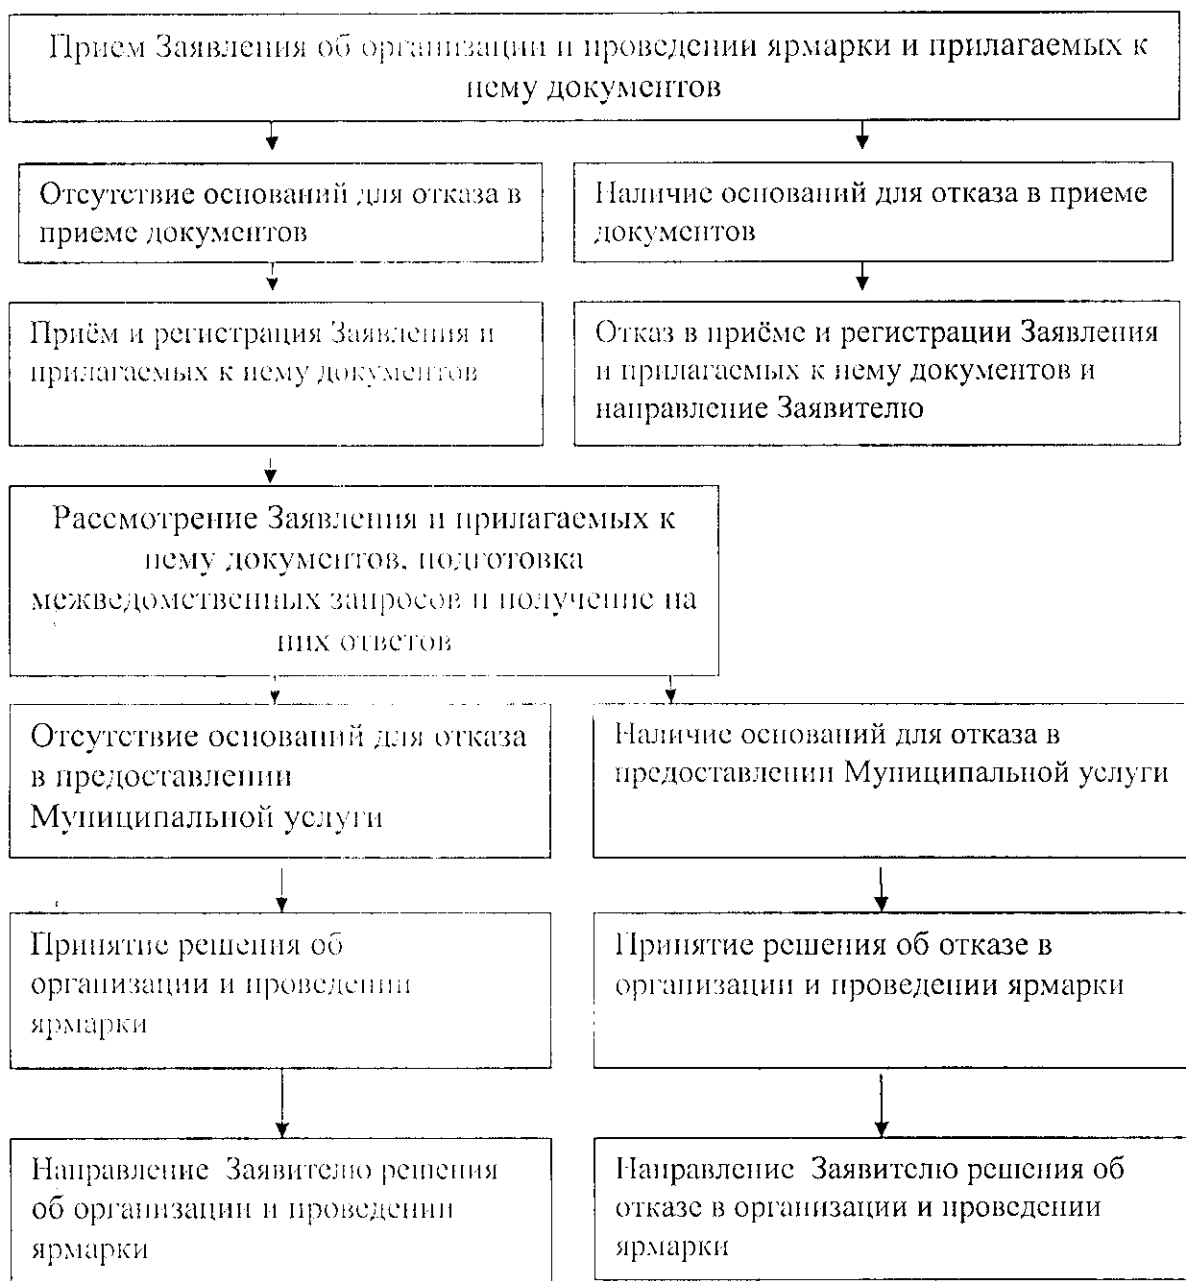 Прием Заявления об организации и проведении ярмарки и прилагаемых к
нему документов
Отсутствие оснований для отказа в
приеме документов
Наличие оснований для отказа в приеме
документов
Приём и регистрация Заявления и
прилагаемых к нему документов
Отказ в приёме и регистрации Заявления
и прилагаемых к нему документов и
направление Заявителю
Рассмотрение Заявления и прилагаемых к
нему документов, подготовка
межведомственных запросов и получение на
них ответов
Отсутствие оснований для отказа
в предоставлении
Муниципальной услуги
Наличие оснований для отказа в
предоставлении Муниципальной услуги
Принятие решения об
организации и проведении
ярмарки
Принятие решения об отказе в
организации и проведении ярмарки
Направление Заявителю решения
об организации и проведении
ярмарки
Направление Заявителю решения об
отказе в организации и проведении
ярмарки